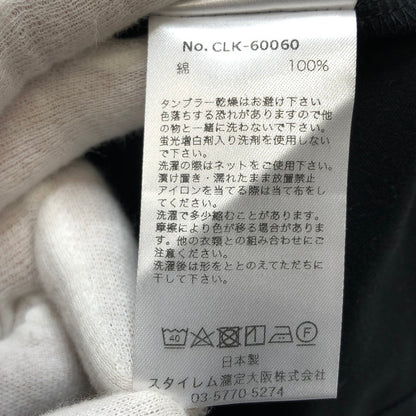 No. CLK-60060
綿 100%
タンブラー乾燥はお避け下さい
色落ちする恐れがありますので他
の物と一緒に洗わないで下さい。
蛍光増白剤入り洗剤を使用しない
で下さい。
洗濯の際はネットをご使用下さい。
漬け置き・濡れたまま放置禁止
アイロンを当てる際は当て布をし
てください。
洗濯で多少縮むことがあります。
摩擦により色が移る場合がありま
す。他の衣類との組み合わせにご
注意ください。
洗濯後は形をととのえてただちに
干して下さい。
40 F
日本製
スタイレム瀧定大阪株式会社
03-5770-5274